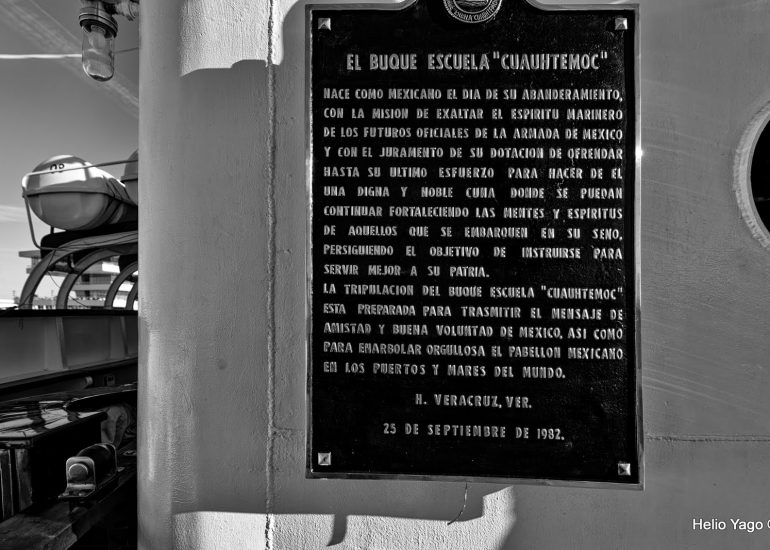 EL BUQUE ESCUELA "CUAUHTEMOC"
NACE COMO MEXICANO EL DIA DE SU ABANDERAMIENTO,
CON LA MISION DE EXALTAR EL ESPIRITU MARINERO
DE LOS FUTUROS OFICIALES DE LA ARMADA DE MEXICO
Y CON EL JURAMENTO DE SU DOTACION DE OFRENDAR
HASTA SU ULTIMO ESFUERZO PARA HACER DE EL
UNA DIGNA Y NOBLE CUNA DONDE SE PUEDAN
CONTINUAR FORTALECIENDO LAS MENTES Y ESPIRITUS
DE AQUELLOS QUE SE EMBARQUEN EN SU SENO,
PERSIGUIENDO EL OBJETIVO DE INSTRUIRSE PARA
SERVIR MEJOR A SU PATRIA.
LA TRIPULACION DEL BUQUE ESCUELA "CUAUHTEMOC"
ESTA PREPARADA PARA TRASMITIR EL MENSAJE DE
AMISTAD Y BUENA VOLUNTAD DE MEXICO, ASI COMO
PARA ENARBOLAR ORGULLOSA EL PABELLON MEXICANO
EN LOS PUERTOS Y MARES DEL MUNDO.
H. VERACRUZ, VER.
25 DE SEPTIEMBRE DE 1982.
Helio Yago